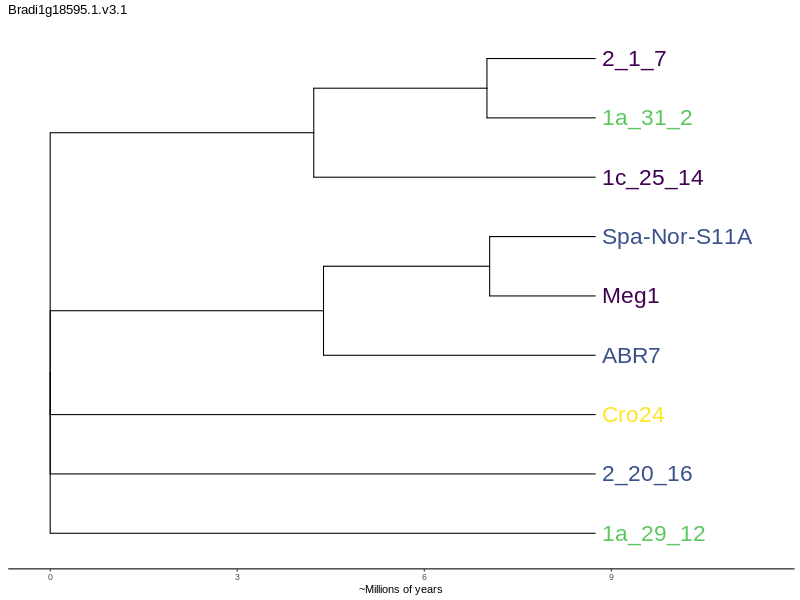 Bradi1g18595.1.v3.1
2_1_7
1a_31_2
1c_25_14
Spa-Nor-S11A
Meg1
ABR7
Cro24
2_20_16
1a_29_12
0 3 6 9
~Millions of years